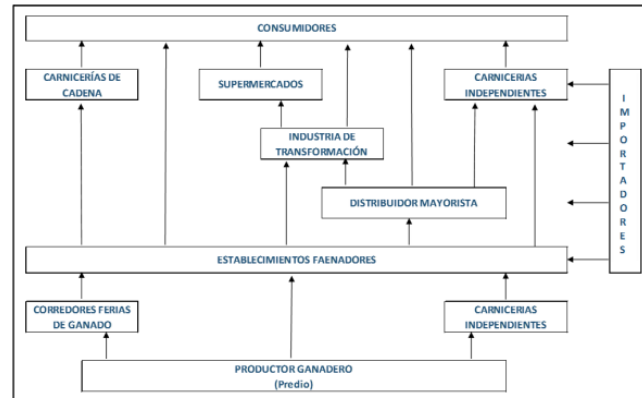 CONSUMIDORES
CARNICERÍAS DE
CADENA
SUPERMERCADOS
CARNICERIAS
INDEPENDIENTES
INDUSTRIA DE
TRANSFORMACIÓN
DISTRIBUIDOR MAYORISTA
IMPORTADORES
ESTABLECIMIENTOS FAENADORES
CORREDORES FERIAS
DE GANADO
CARNICERIAS
INDEPENDIENTES
PRODUCTOR GANADERO
(Predio)